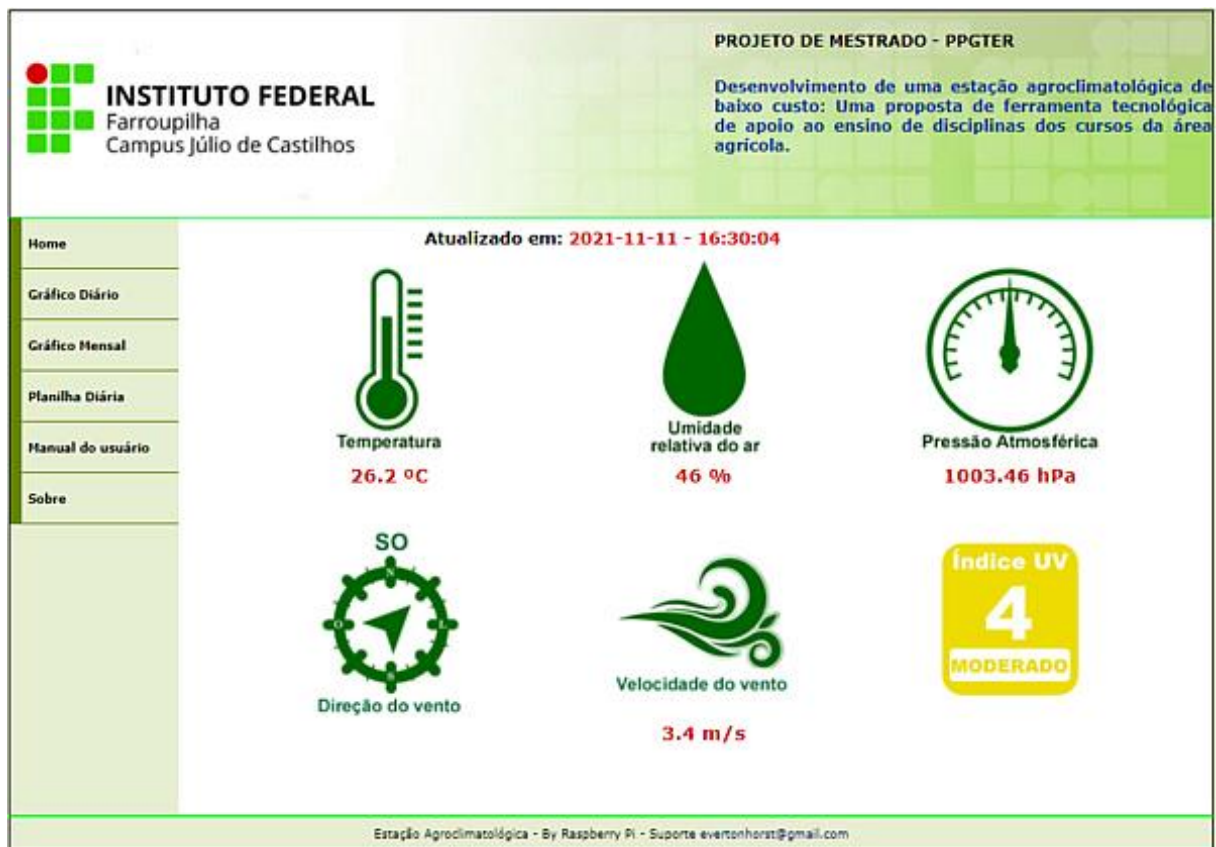 PROJETO DE MESTRADO - PPGTER
Desenvolvimento de uma estação agroclimatológica de
baixo custo: Uma proposta de ferramenta tecnológica
de apoio ao ensino de disciplinas dos cursos da área
agrícola.
INSTITUTO FEDERAL
Farroupilha
Campus Júlio de Castilhos
Home
Gráfico Diário
Gráfico Mensal
Planilha Diária
Manual do usuário
Sobre
Atualizado em: 2021-11-11 - 16:30:04
Temperatura
26.2 ºC
Umidade
relativa do ar
46 %
Pressão Atmosférica
1003.46 hPa
SO
N
O
L
S
Direção do vento
Velocidade do vento
3.4 m/s
Índice UV
4
MODERADO
Estação Agroclimatológica - By Raspberry Pi - Suporte evertonhorst@gmail.com